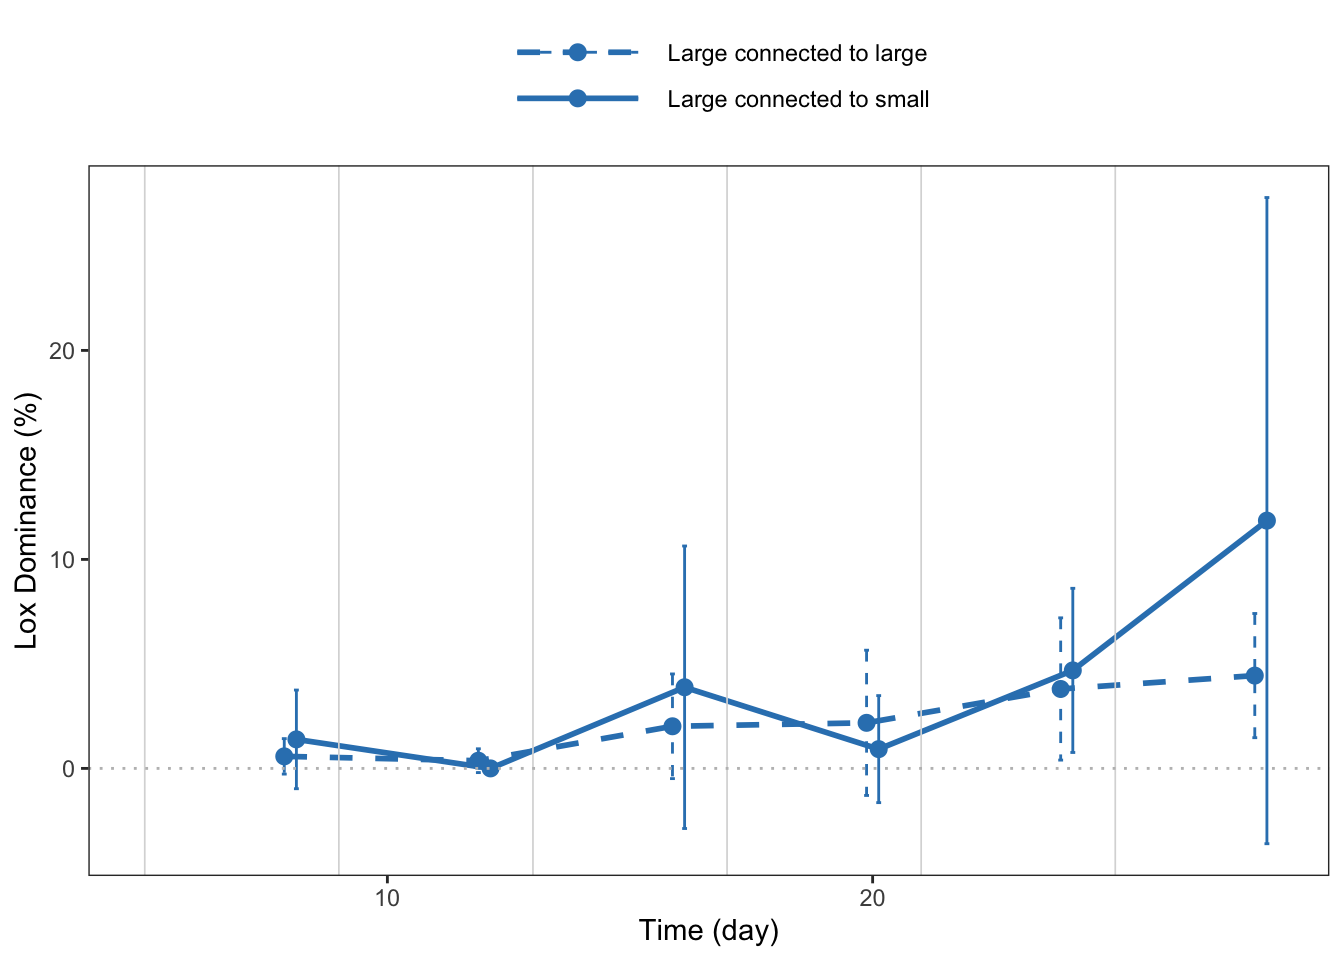 Large connected to large
Large connected to small
Lox Dominance (%)
20
10
0
10
20
Time (day)